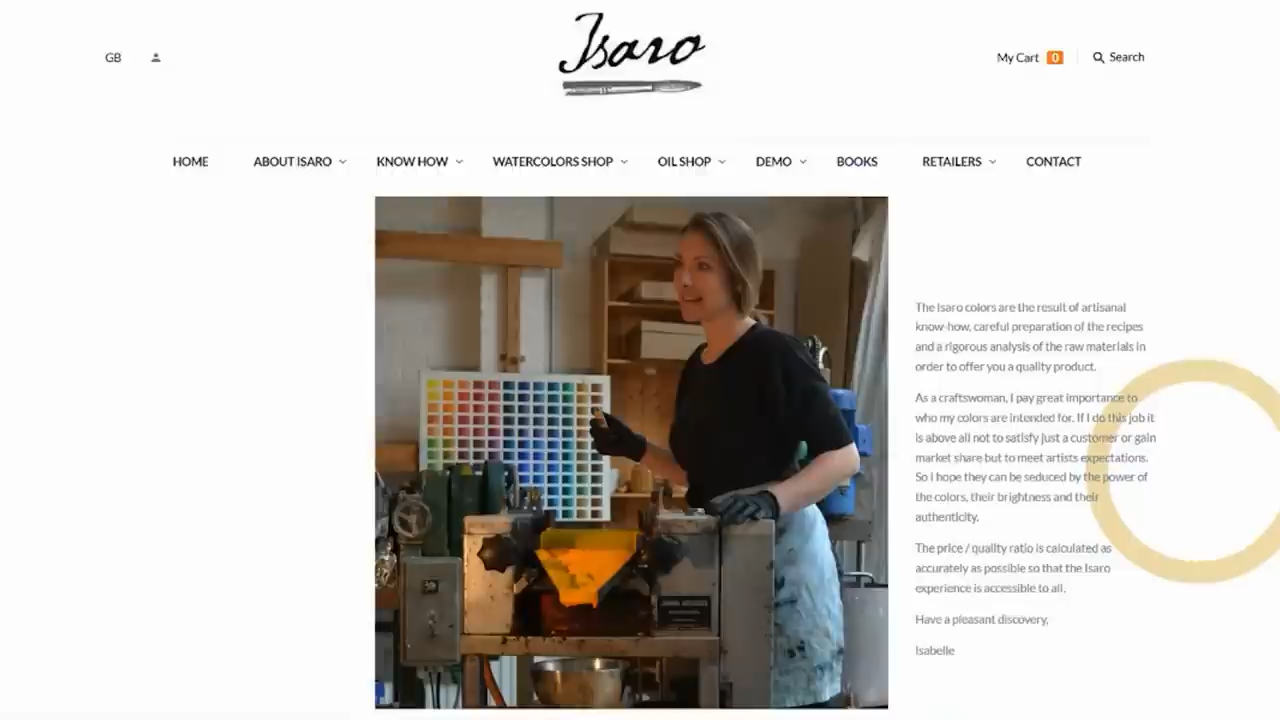 Isaro
GB
My Cart 0
Search
HOME
ABOUT ISARO
KNOW HOW
WATERCOLORS SHOP
OIL SHOP
DEMO
BOOKS
RETAILERS
CONTACT
The Isaro colors are the result of artisanal
know-how, careful preparation of the recipes
and a rigorous analysis of the raw materials in
order to offer you a quality product.
As a craftswoman, I pay great importance to
who my colors are intended for. If I do this job it
is above all not to satisfy just a customer or gain
market share but to meet artists expectations.
So I hope they can be seduced by the power of
the colors, their brightness and their
authenticity.
The price / quality ratio is calculated as
accurately as possible so that the Isaro
experience is accessible to all.
Have a pleasant discovery,
Isabelle